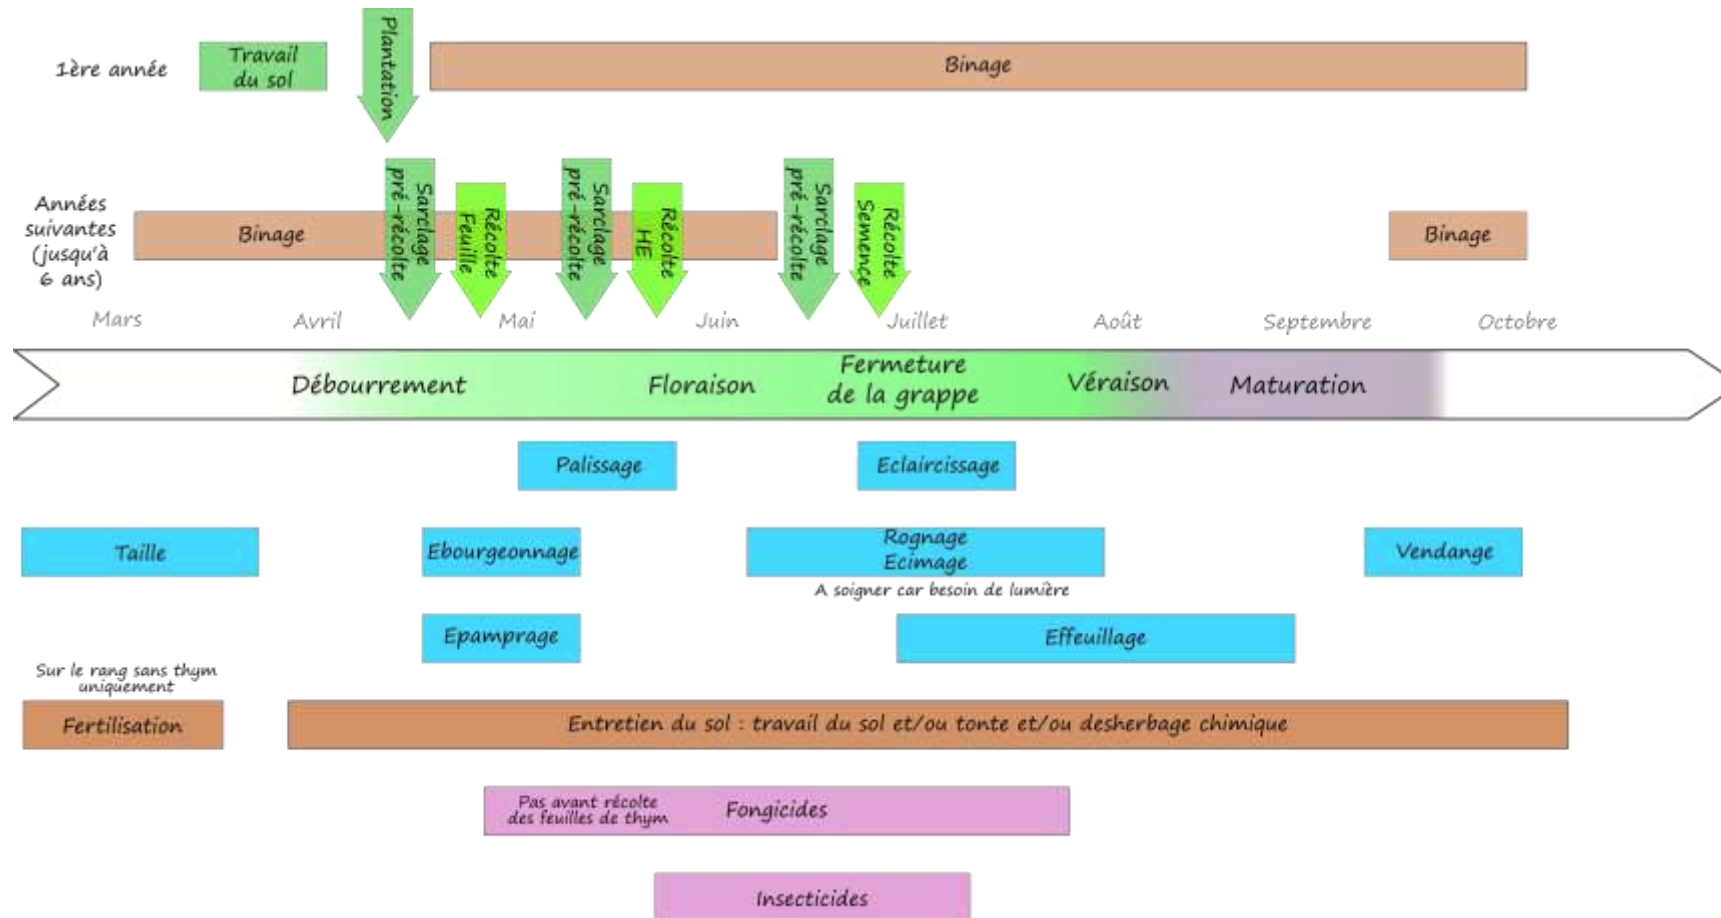 1ère année
Travail
du sol
Plantation
Binage
Années
suivantes
(jusqu'à
6 ans)
Binage
Sarclage
pré-récolte
Récolte
Feuille
Sarclage
pré-récolte
Récolte
HE
Sarclage
pré-récolte
Récolte
Semence
Binage
Mars
Avril
Mai
Juin
Juillet
Août
Septembre
Octobre
Débourrement
Floraison
Fermeture
de la grappe
Véraison
Maturation
Palissage
Eclaircissage
Taille
Ebourgeonnage
Rognage
Ecimage
Vendange
A soigner car besoin de lumière
Epamprage
Effeuillage
Sur le rang sans thym
uniquement
Fertilisation
Entretien du sol : travail du sol et/ou tonte et/ou desherbage chimique
Pas avant récolte
des feuilles de thym
Fongicides
Insecticides